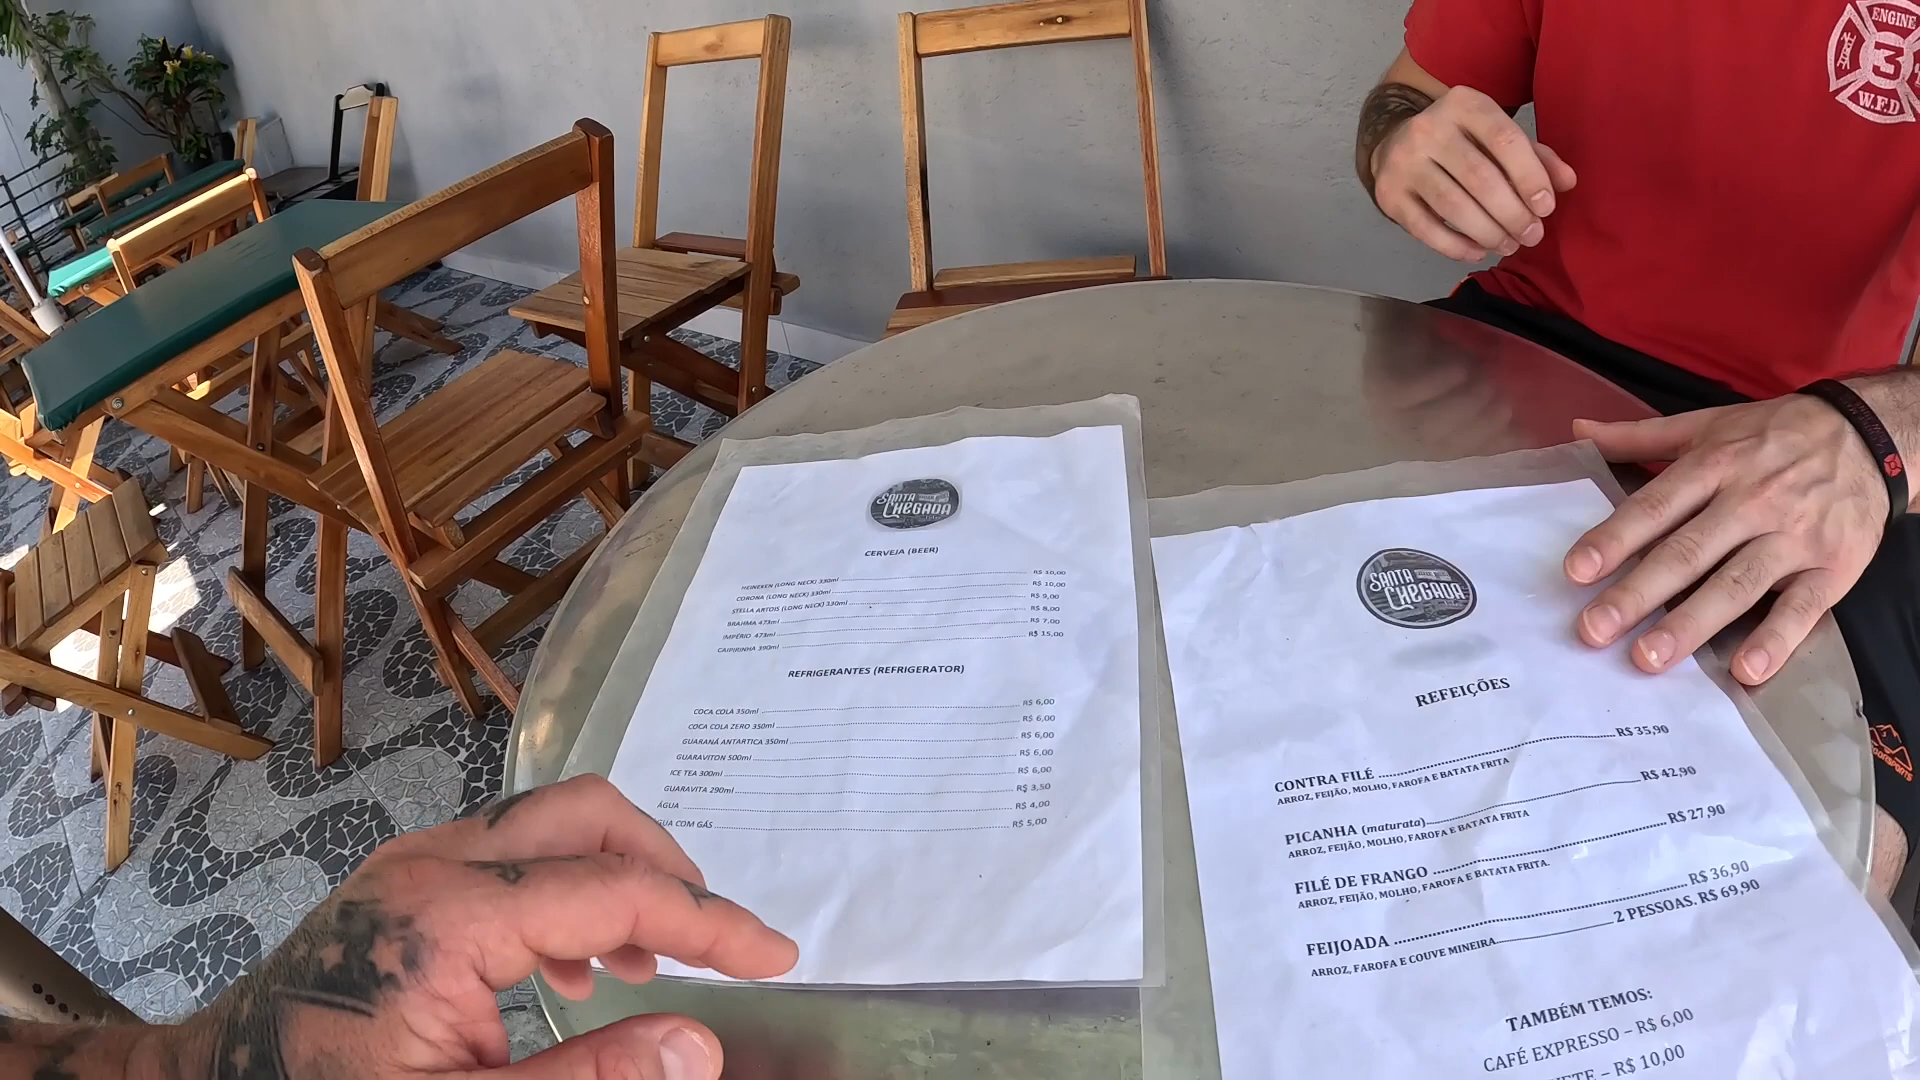 ENGINE
3
W.F.D
SANTA
CHEGADA
CERVEJA (BEER)
HEINEKEN (LONG NECK) 330ml R$ 10,00
CORONA (LONG NECK) 330ml R$ 10,00
STELLA ARTOIS (LONG NECK) 330ml R$ 9,00
BRAHMA 473ml R$ 8,00
IMPÉRIO 473ml R$ 7,00
CAIPIRINHA 390ml R$ 15,00
REFRIGERANTES (REFRIGERATOR)
COCA COLA 350ml R$ 6,00
COCA COLA ZERO 350ml R$ 6,00
GUARANÁ ANTARTICA 350ml R$ 6,00
GUARAVITON 500ml R$ 6,00
ICE TEA 300ml R$ 6,00
GUARAVITA 290ml R$ 3,50
ÁGUA R$ 4,00
GUA COM GÁS R$ 5,00
SANTA
CHEGADA
REFEIÇÕES
CONTRA FILÉ R$ 35,90
ARROZ, FEIJÃO, MOLHO, FAROFA E BATATA FRITA
PICANHA (maturata) R$ 42,90
ARROZ, FEIJÃO, MOLHO, FAROFA E BATATA FRITA
FILÉ DE FRANGO R$ 27,90
ARROZ, FEIJÃO, MOLHO, FAROFA E BATATA FRITA.
FEIJOADA R$ 36,90
ARROZ, FAROFA E COUVE MINEIRA 2 PESSOAS. R$ 69,90
TAMBÉM TEMOS:
CAFÉ EXPRESSO – R$ 6,00
– R$ 10,00